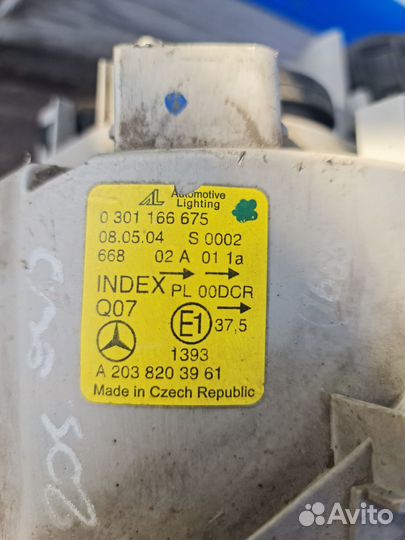 AL Automotive
Lighting
0 301 166 675
08.05.04 S 0002
668 02 A 01 1a
INDEX PL 00DCR
Q07 E1 37,5
1393
A 203 820 39 61
Made in Czech Republic
Avito